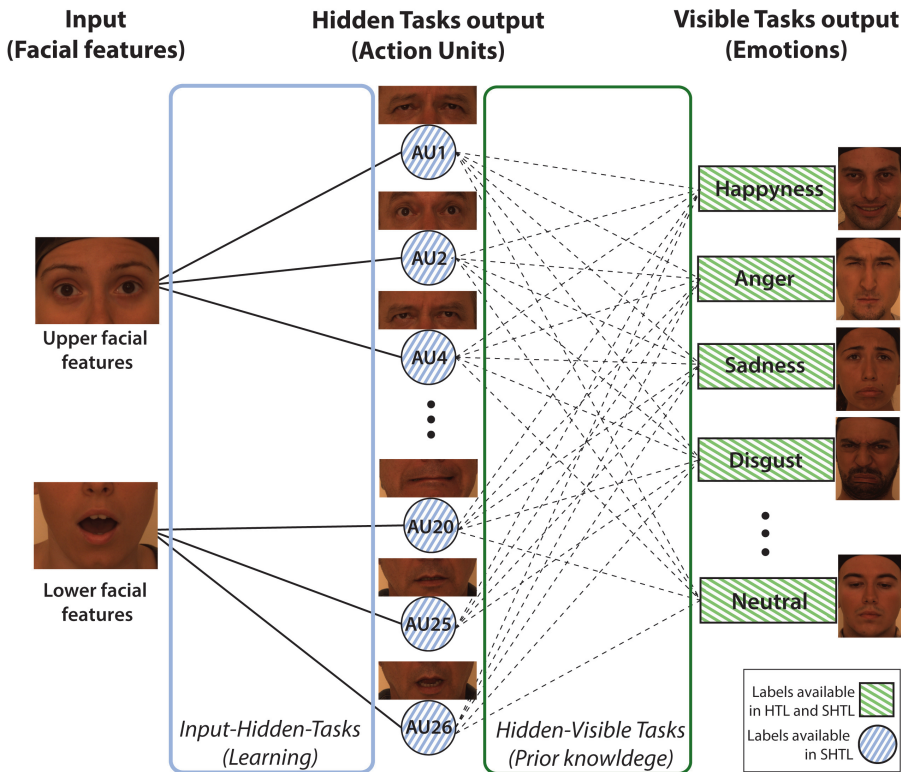 Input
(Facial features)
Hidden Tasks output
(Action Units)
Visible Tasks output
(Emotions)
AU1
AU2
AU4
AU20
AU25
AU26
Upper facial
features
Lower facial
features
Happyness
Anger
Sadness
Disgust
Neutral
Input-Hidden-Tasks
(Learning)
Hidden-Visible Tasks
(Prior knowldege)
Labels available
in HTL and SHTL
Labels available
in SHTL